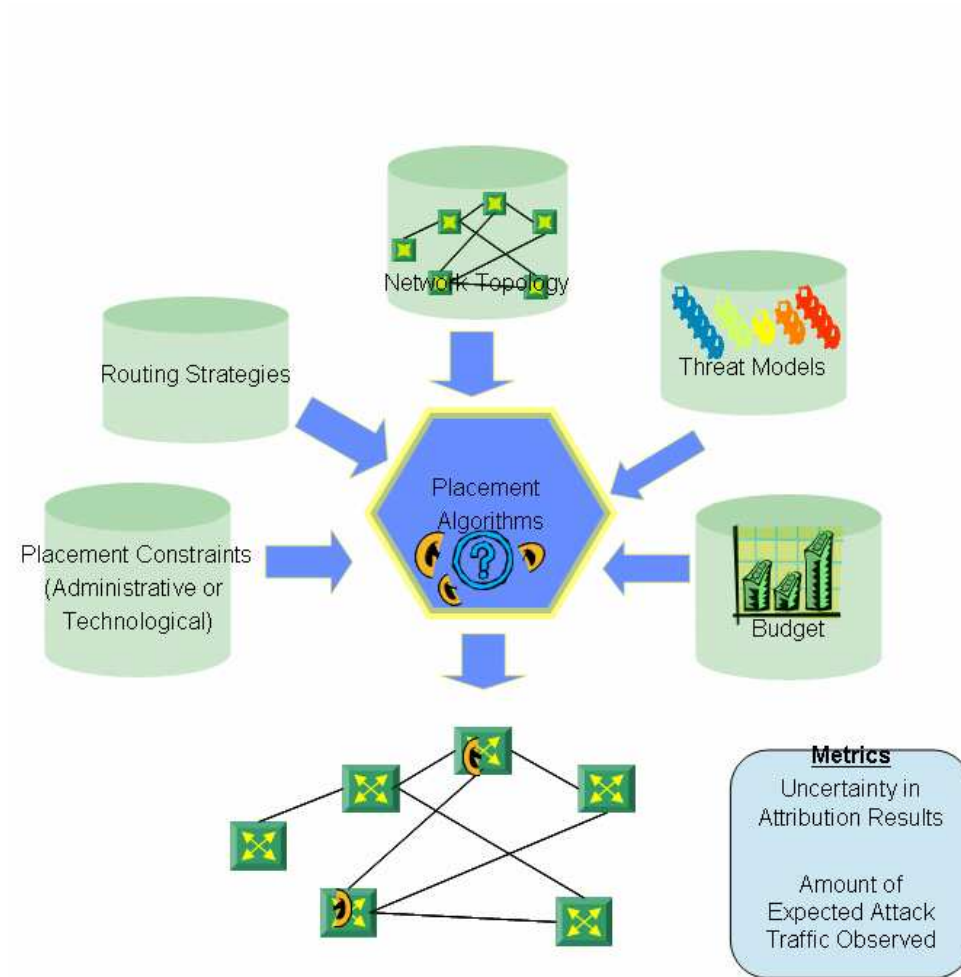 Network Topology
Routing Strategies
Threat Models
Placement
Algorithms
?
Placement Constraints
(Administrative or
Technological)
Budget
Metrics
Uncertainty in
Attribution Results
Amount of
Expected Attack
Traffic Observed